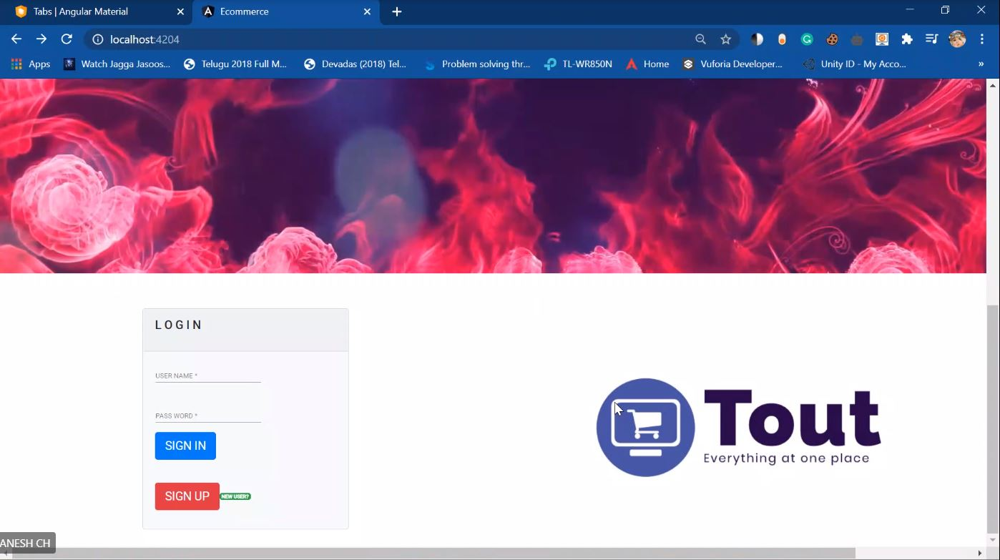 Tabs | Angular Material
Ecommerce
localhost:4204
Apps
Watch Jagga Jasoos...
Telugu 2018 Full M...
Devadas (2018) Tel...
Problem solving thr...
TL-WR850N
Home
Vuforia Developer...
Unity ID - My Acco...
»
LOGIN
USER NAME *
PASS WORD *
SIGN IN
SIGN UP NEW USER?
Tout
Everything at one place
ANESH CH